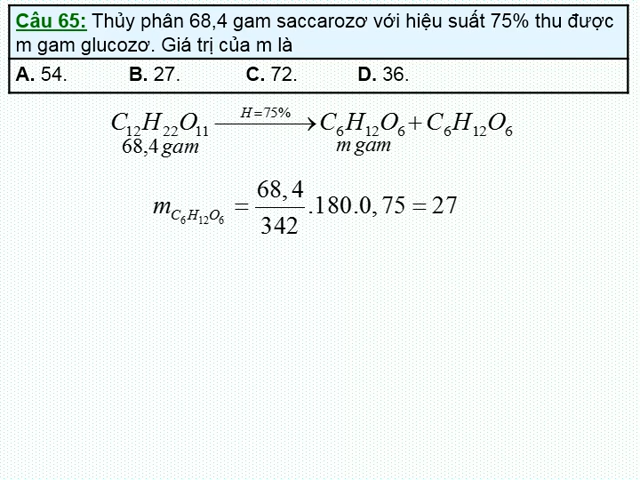 Câu 65: Thủy phân 68,4 gam saccarozơ với hiệu suất 75% thu được
m gam glucozơ. Giá trị của m là
A. 54. B. 27. C. 72. D. 36.
C₁₂H₂₂O₁₁ —H=75%→ C₆H₁₂O₆ + C₆H₁₂O₆
68,4 gam m gam
m_{C₆H₁₂O₆} = 68,4/342 .180.0,75 = 27